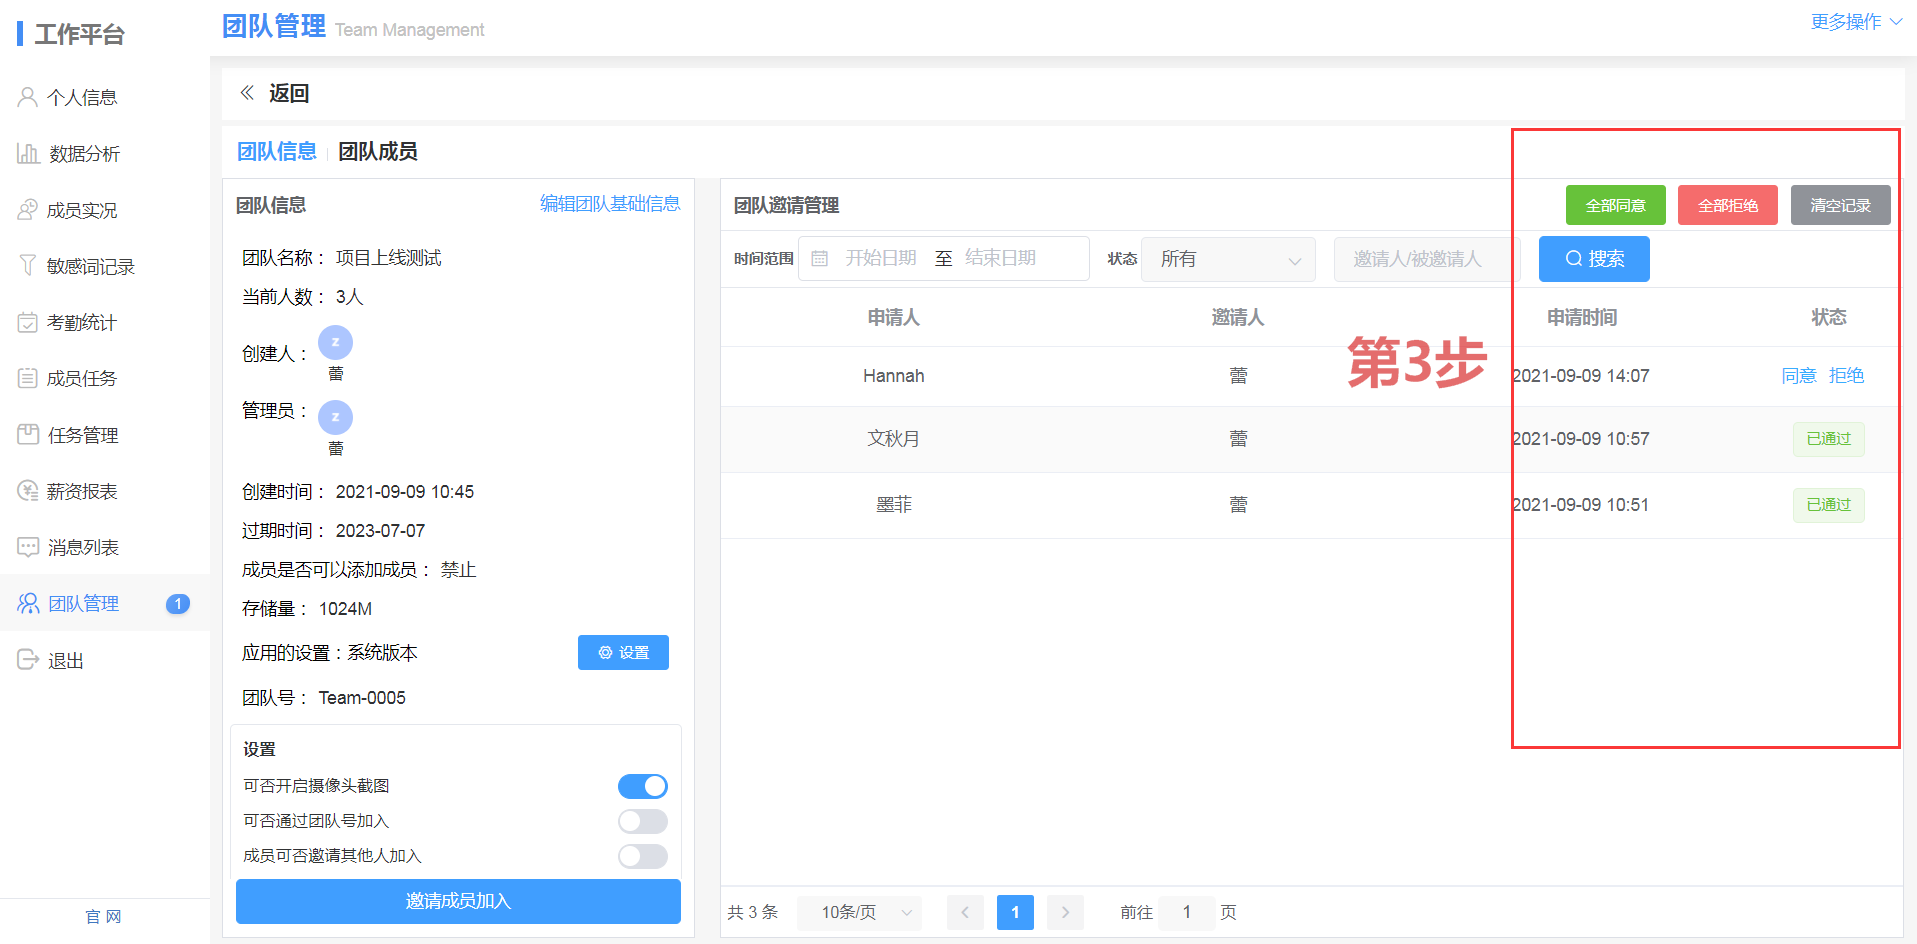 工作平台
个人信息
数据分析
成员实况
敏感词记录
考勤统计
成员任务
任务管理
薪资报表
消息列表
团队管理 1
退出
官 网
团队管理 Team Management
更多操作
返回
团队信息 团队成员
团队信息 编辑团队基础信息
团队名称： 项目上线测试
当前人数： 3人
创建人： z
蕾
管理员： z
蕾
创建时间： 2021-09-09 10:45
过期时间： 2023-07-07
成员是否可以添加成员： 禁止
存储量： 1024M
应用的设置：系统版本 设置
团队号： Team-0005
设置
可否开启摄像头截图
可否通过团队号加入
成员可否邀请其他人加入
邀请成员加入
团队邀请管理 全部同意 全部拒绝 清空记录
时间范围 开始日期 至 结束日期 状态 所有 邀请人/被邀请人 搜索
申请人 邀请人 申请时间 状态
第3步
Hannah 蕾 2021-09-09 14:07 同意 拒绝
文秋月 蕾 2021-09-09 10:57 已通过
墨菲 蕾 2021-09-09 10:51 已通过
共 3 条 10条/页 1 前往 1 页